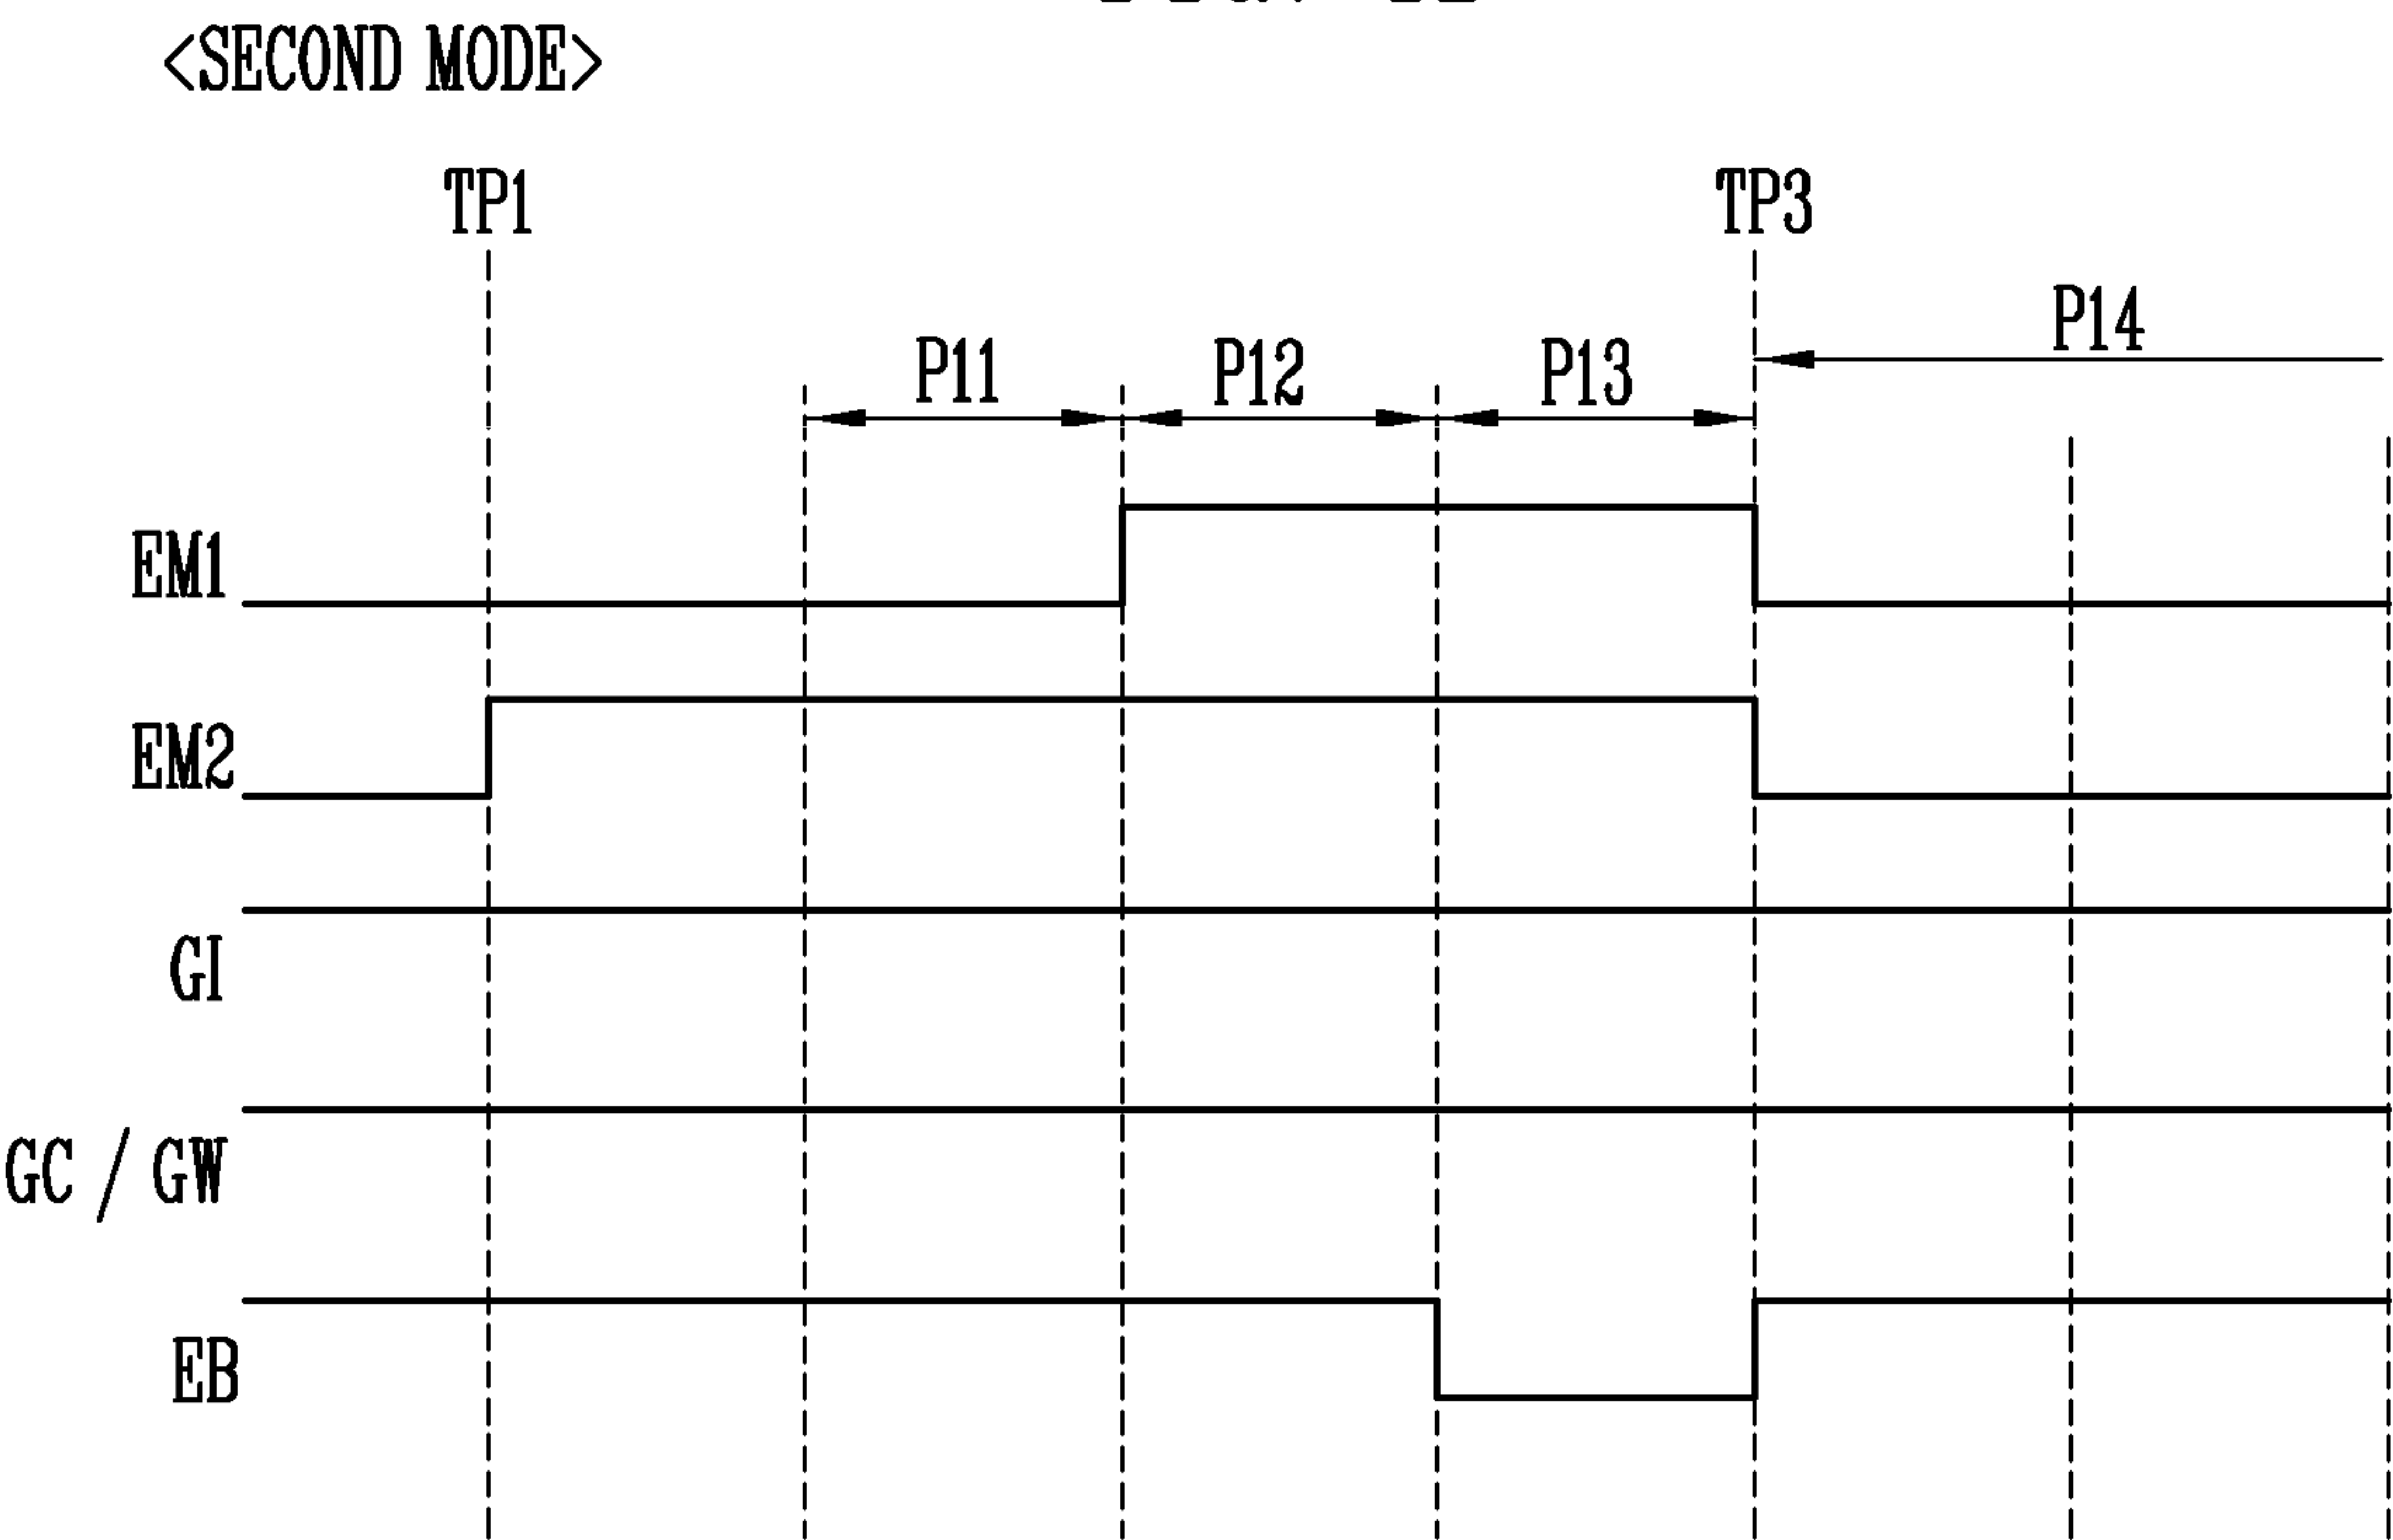 <SECOND MODE>
TP1 TP3
P14
P11 P12 P13
EM1
EM2
GI
GC / GW
EB